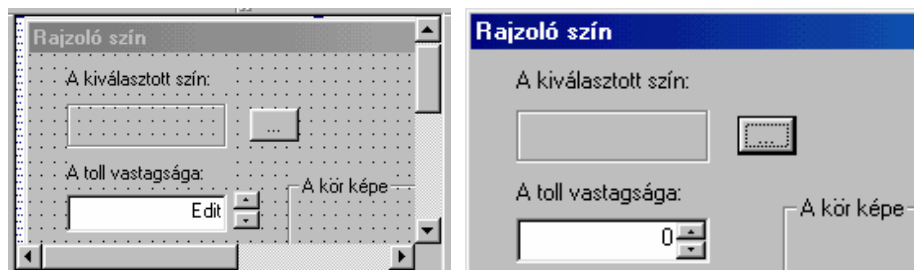 Rajzoló szín
A kiválasztott szín:
...
A toll vastagsága:
Edit
A kör képe
Rajzoló szín
A kiválasztott szín:
...
A toll vastagsága:
0
A kör képe